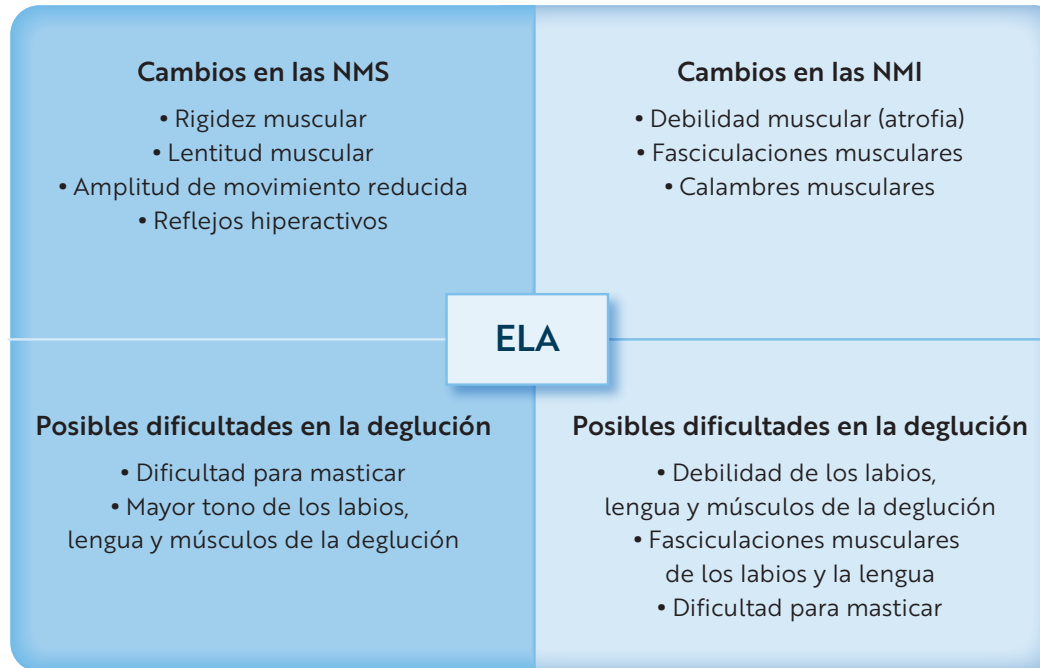 Cambios en las NMS
• Rigidez muscular
• Lentitud muscular
• Amplitud de movimiento reducida
• Reflejos hiperactivos
Cambios en las NMI
• Debilidad muscular (atrofia)
• Fasciculaciones musculares
• Calambres musculares
ELA
Posibles dificultades en la deglución
• Dificultad para masticar
• Mayor tono de los labios,
lengua y músculos de la deglución
Posibles dificultades en la deglución
• Debilidad de los labios,
lengua y músculos de la deglución
• Fasciculaciones musculares
de los labios y la lengua
• Dificultad para masticar